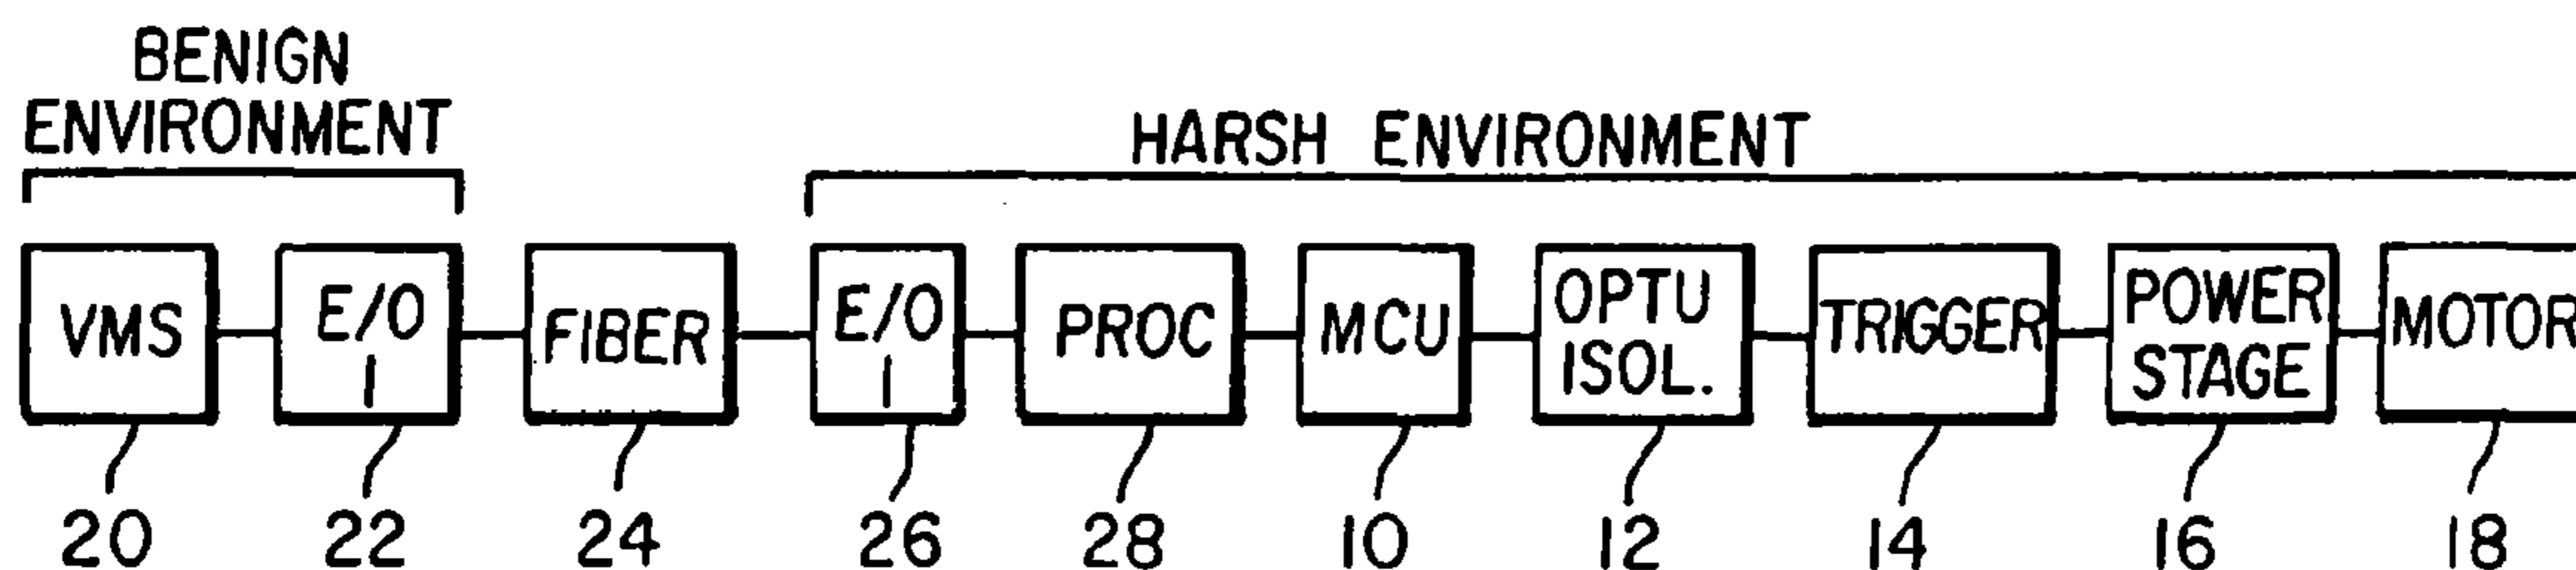 BENIGN
ENVIRONMENT
HARSH ENVIRONMENT
VMS
E/O
I
FIBER
E/O
I
PROC
MCU
OPTU
ISOL.
TRIGGER
POWER
STAGE
MOTOR
20 22 24 26 28 10 12 14 16 18